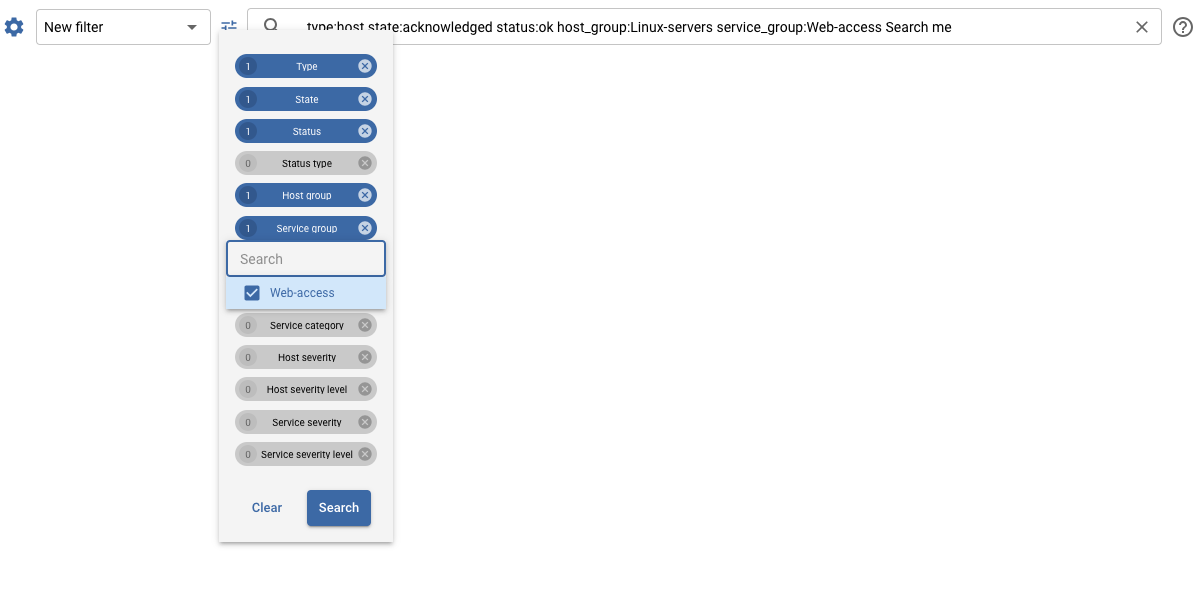 New filter
type:host state:acknowledged status:ok host_group:Linux-servers service_group:Web-access Search me
1 Type
1 State
1 Status
0 Status type
1 Host group
1 Service group
Search
Web-access
0 Service category
0 Host severity
0 Host severity level
0 Service severity
0 Service severity level
Clear Search